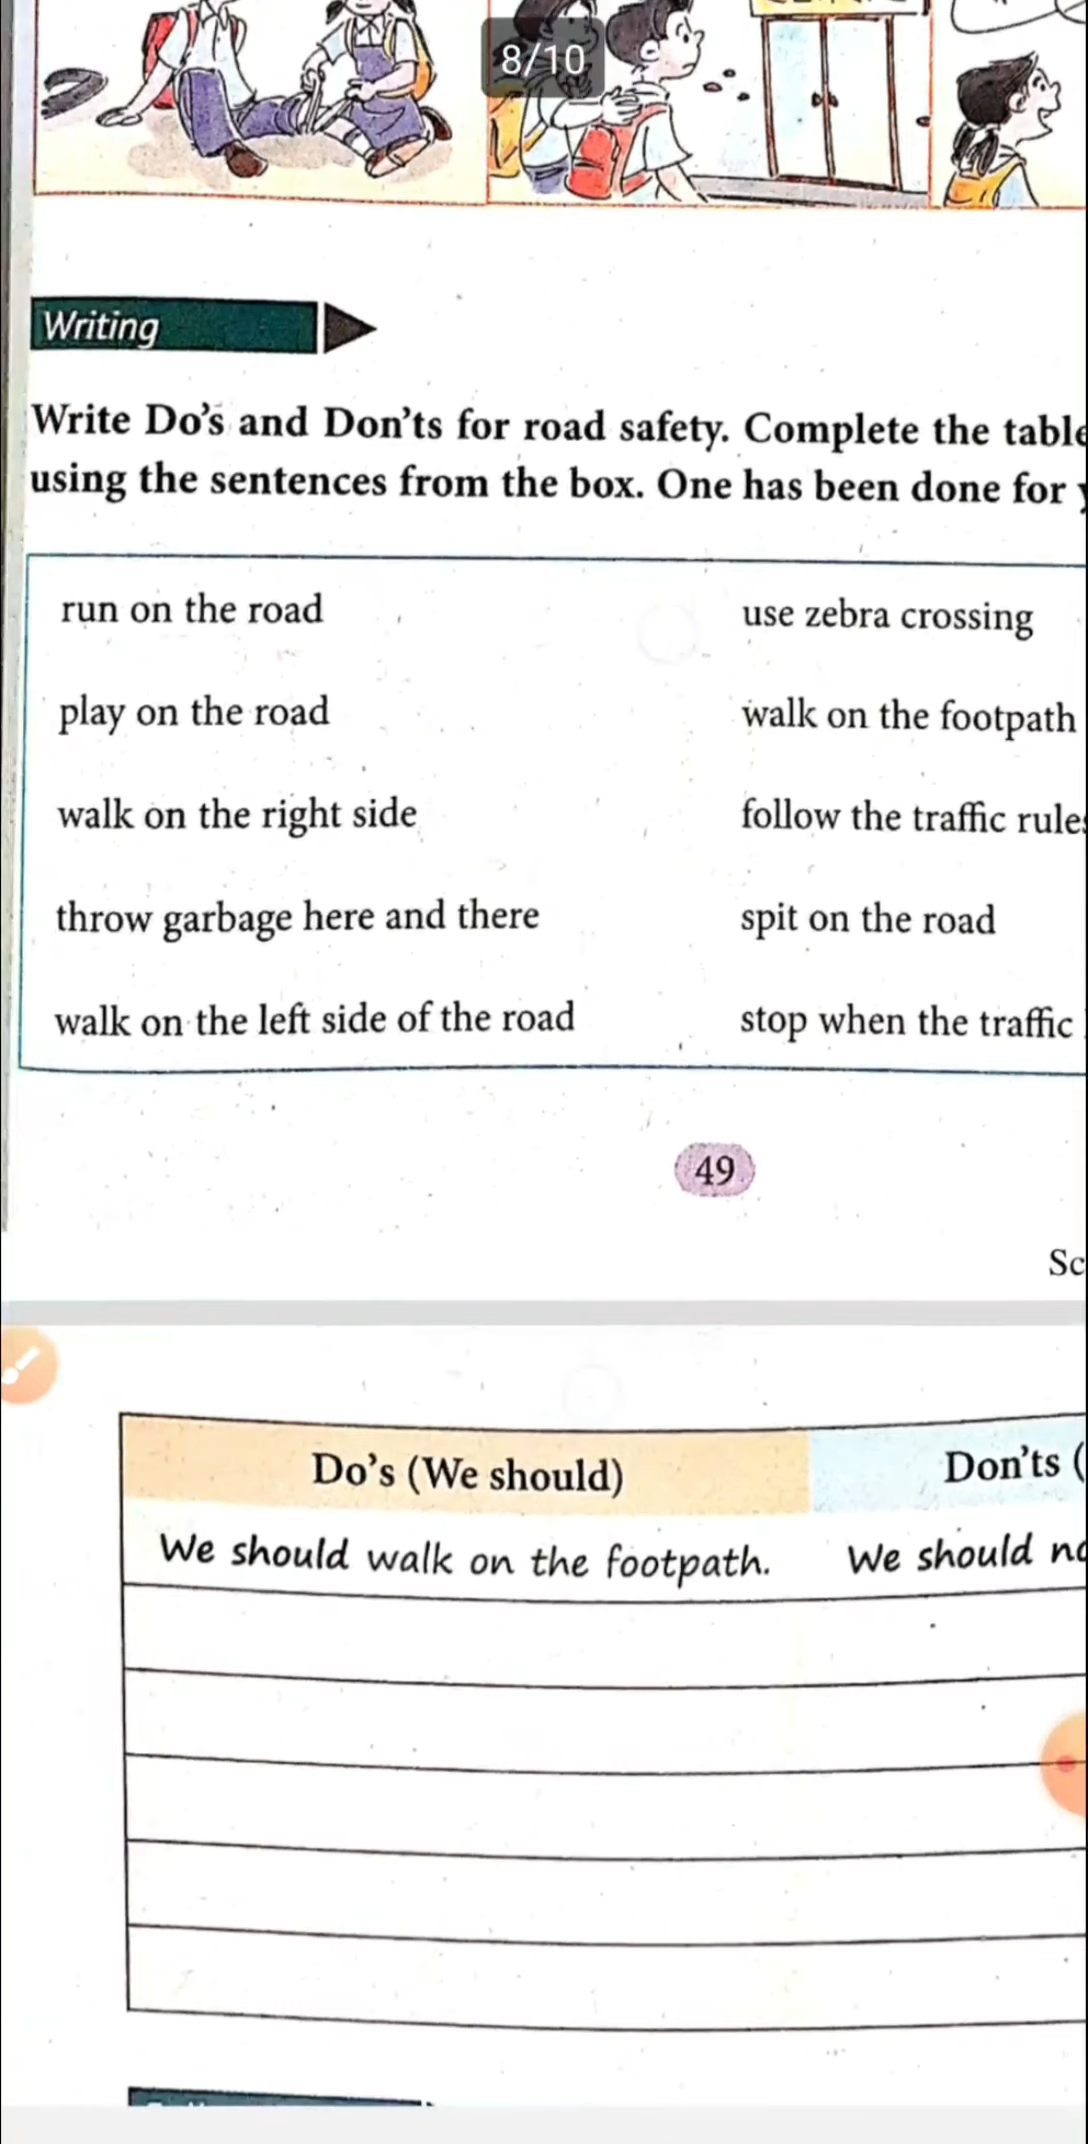 8/10
Writing
Write Do's and Don'ts for road safety. Complete the table
using the sentences from the box. One has been done for
run on the road
use zebra crossing
play on the road
walk on the footpath
walk on the right side
follow the traffic rules
throw garbage here and there
spit on the road
walk on the left side of the road
stop when the traffic
49
Sc
Do's (We should)
Don'ts (
We should walk on the footpath.
We should no